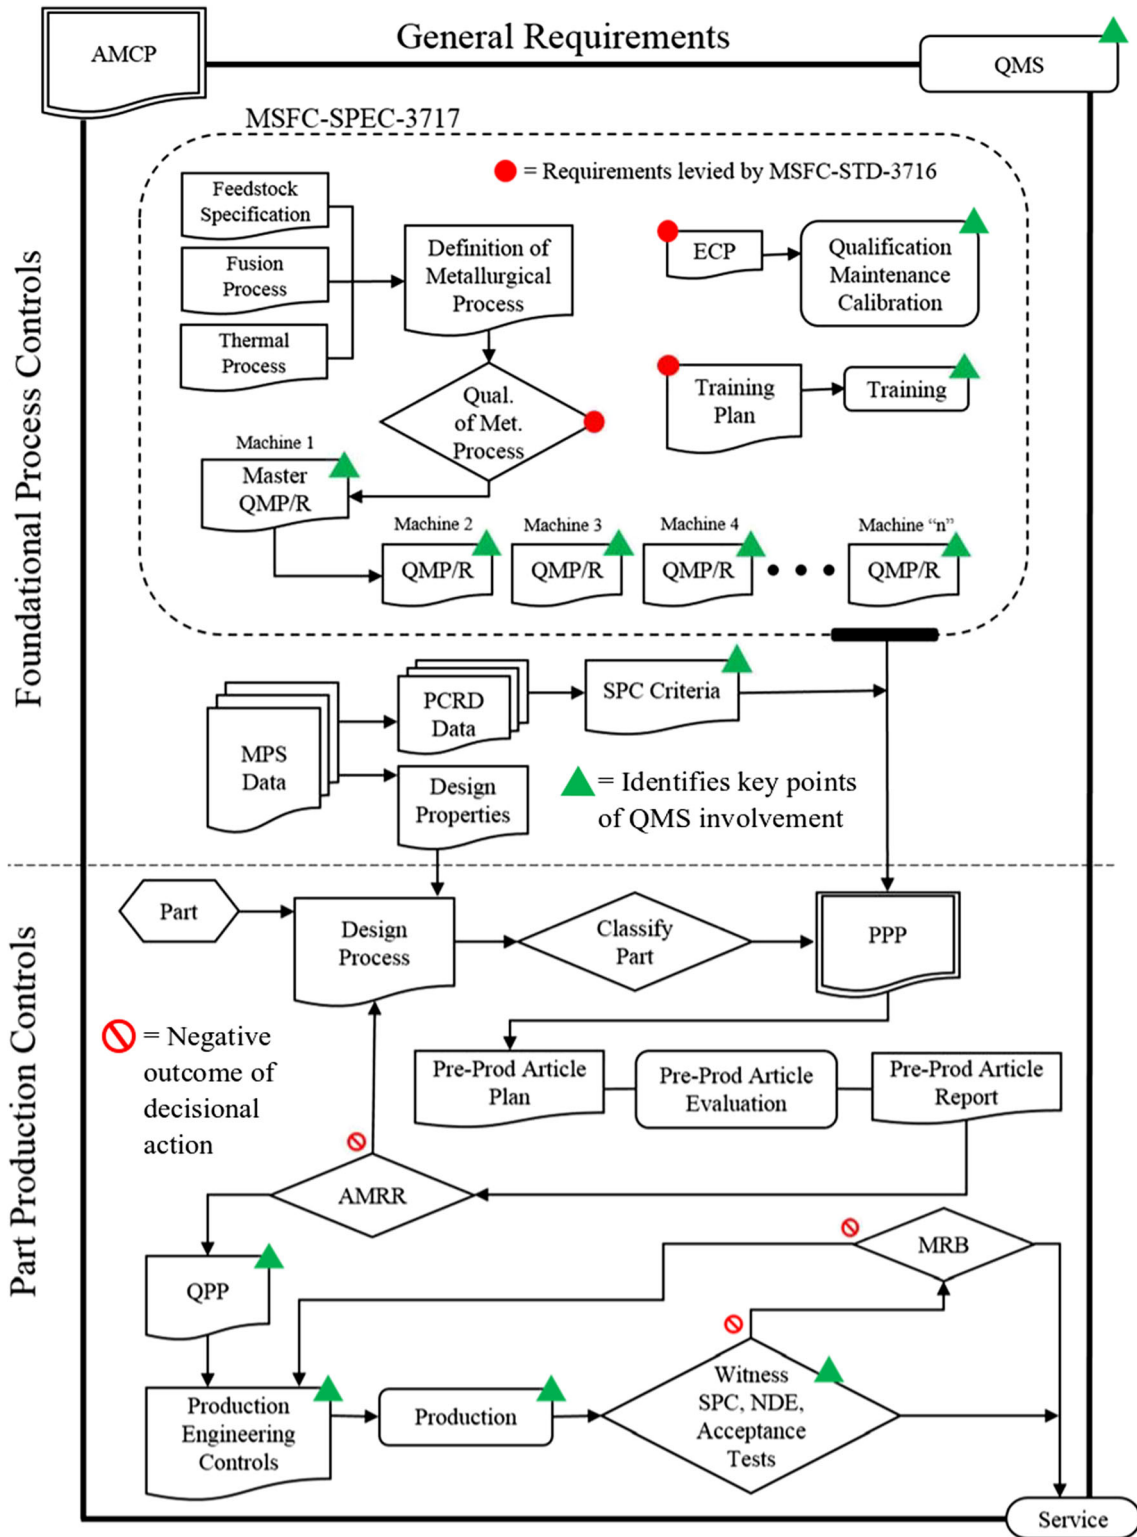 General Requirements
AMCP
QMS
MSFC-SPEC-3717
= Requirements levied by MSFC-STD-3716
Foundational Process Controls
Feedstock
Specification
Fusion
Process
Thermal
Process
Definition of
Metallurgical
Process
ECP
Qualification
Maintenance
Calibration
Qual.
of Met.
Process
Training
Plan
Training
Machine 1
Master
QMP/R
Machine 2
QMP/R
Machine 3
QMP/R
Machine 4
QMP/R
Machine “n”
QMP/R
MPS
Data
PCRD
Data
SPC Criteria
Design
Properties
= Identifies key points
of QMS involvement
Part Production Controls
Part
Design
Process
Classify
Part
PPP
= Negative
outcome of
decisional
action
Pre-Prod Article
Plan
Pre-Prod Article
Evaluation
Pre-Prod Article
Report
AMRR
MRB
QPP
Production
Engineering
Controls
Production
Witness
SPC, NDE,
Acceptance
Tests
Service